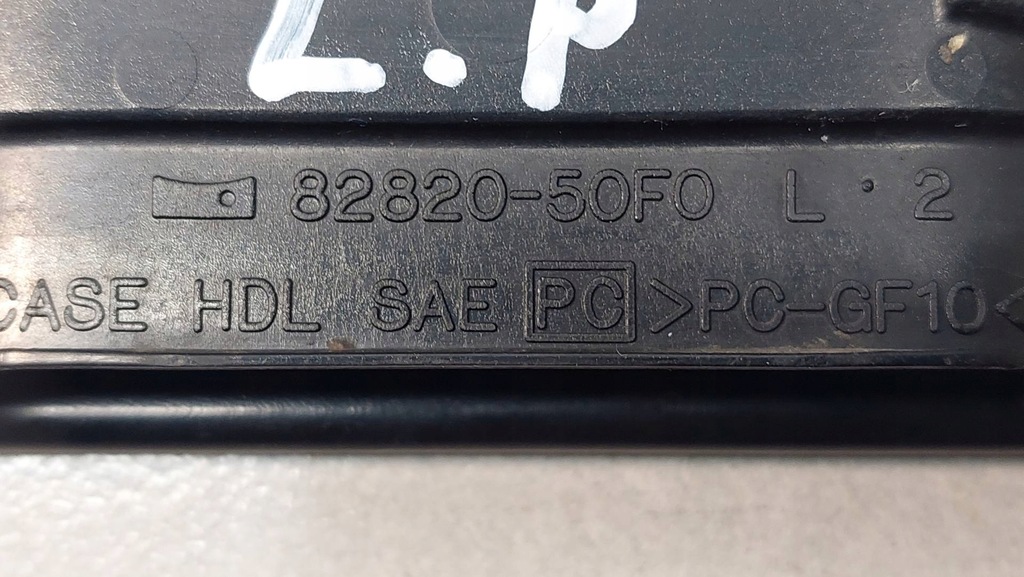 L.p
82820-50F0 L · 2
CASE HDL SAE PC >PC-GF10<